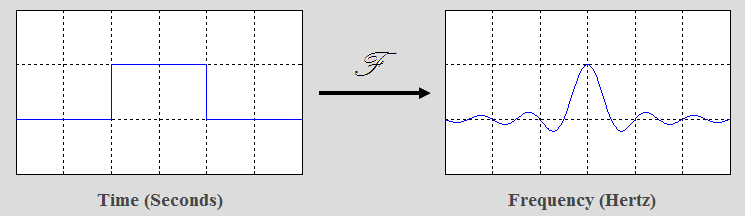 ℱ
Time (Seconds)
Frequency (Hertz)